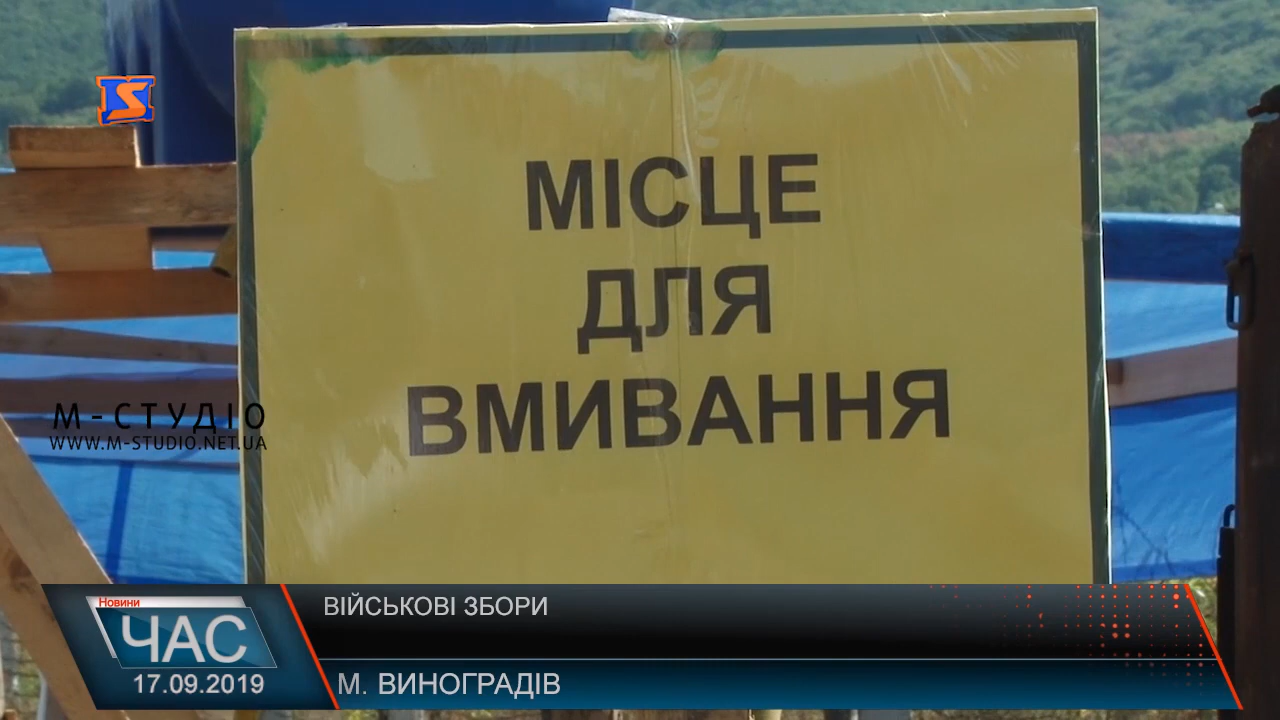 МІСЦЕ
ДЛЯ
ВМИВАННЯ
М-СТУДІО
WWW.M-STUDIO.NET.UA
Новини
ЧАС
17.09.2019
ВІЙСЬКОВІ ЗБОРИ
М. ВИНОГРАДІВ